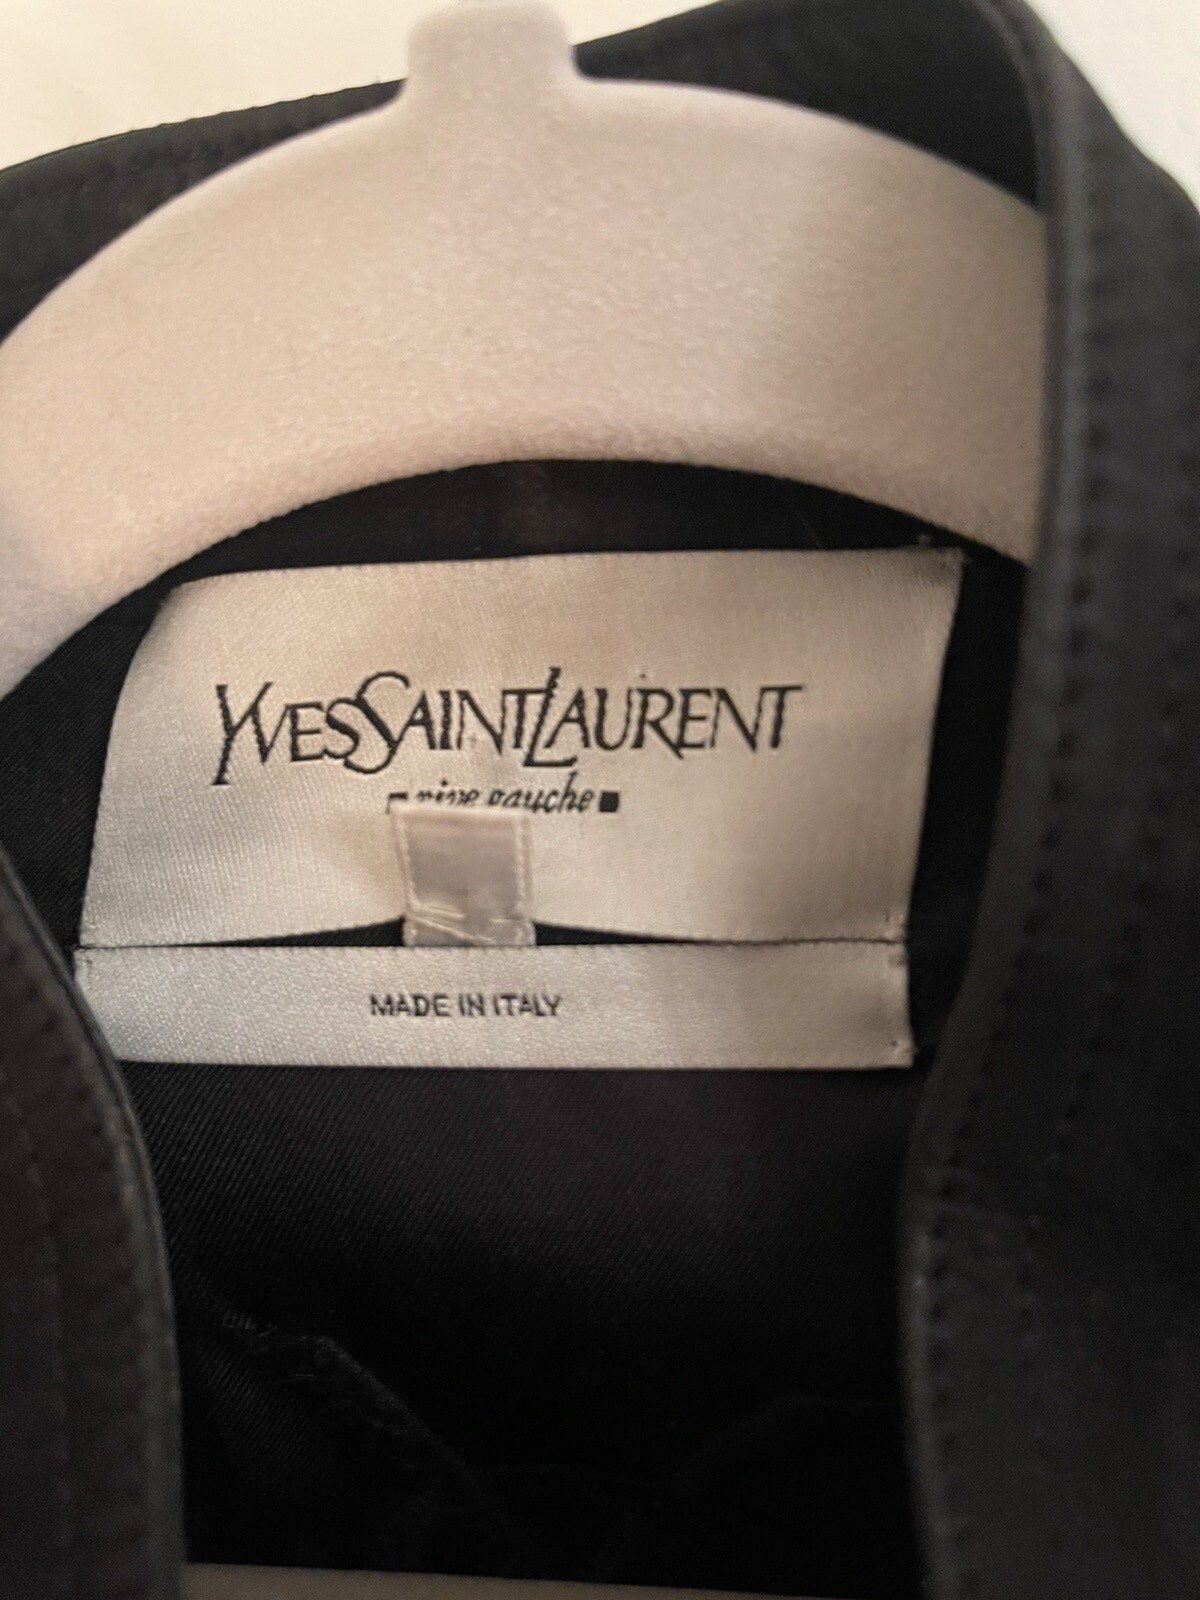 YVESSAINTLAURENT
rive gauche
MADE IN ITALY